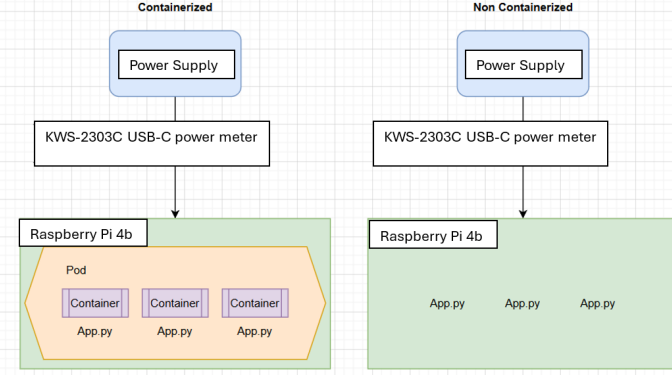 Containerized
Non Containerized
Power Supply
Power Supply
KWS-2303C USB-C power meter
KWS-2303C USB-C power meter
Raspberry Pi 4b
Raspberry Pi 4b
Pod
Container
Container
Container
App.py
App.py
App.py
App.py
App.py
App.py